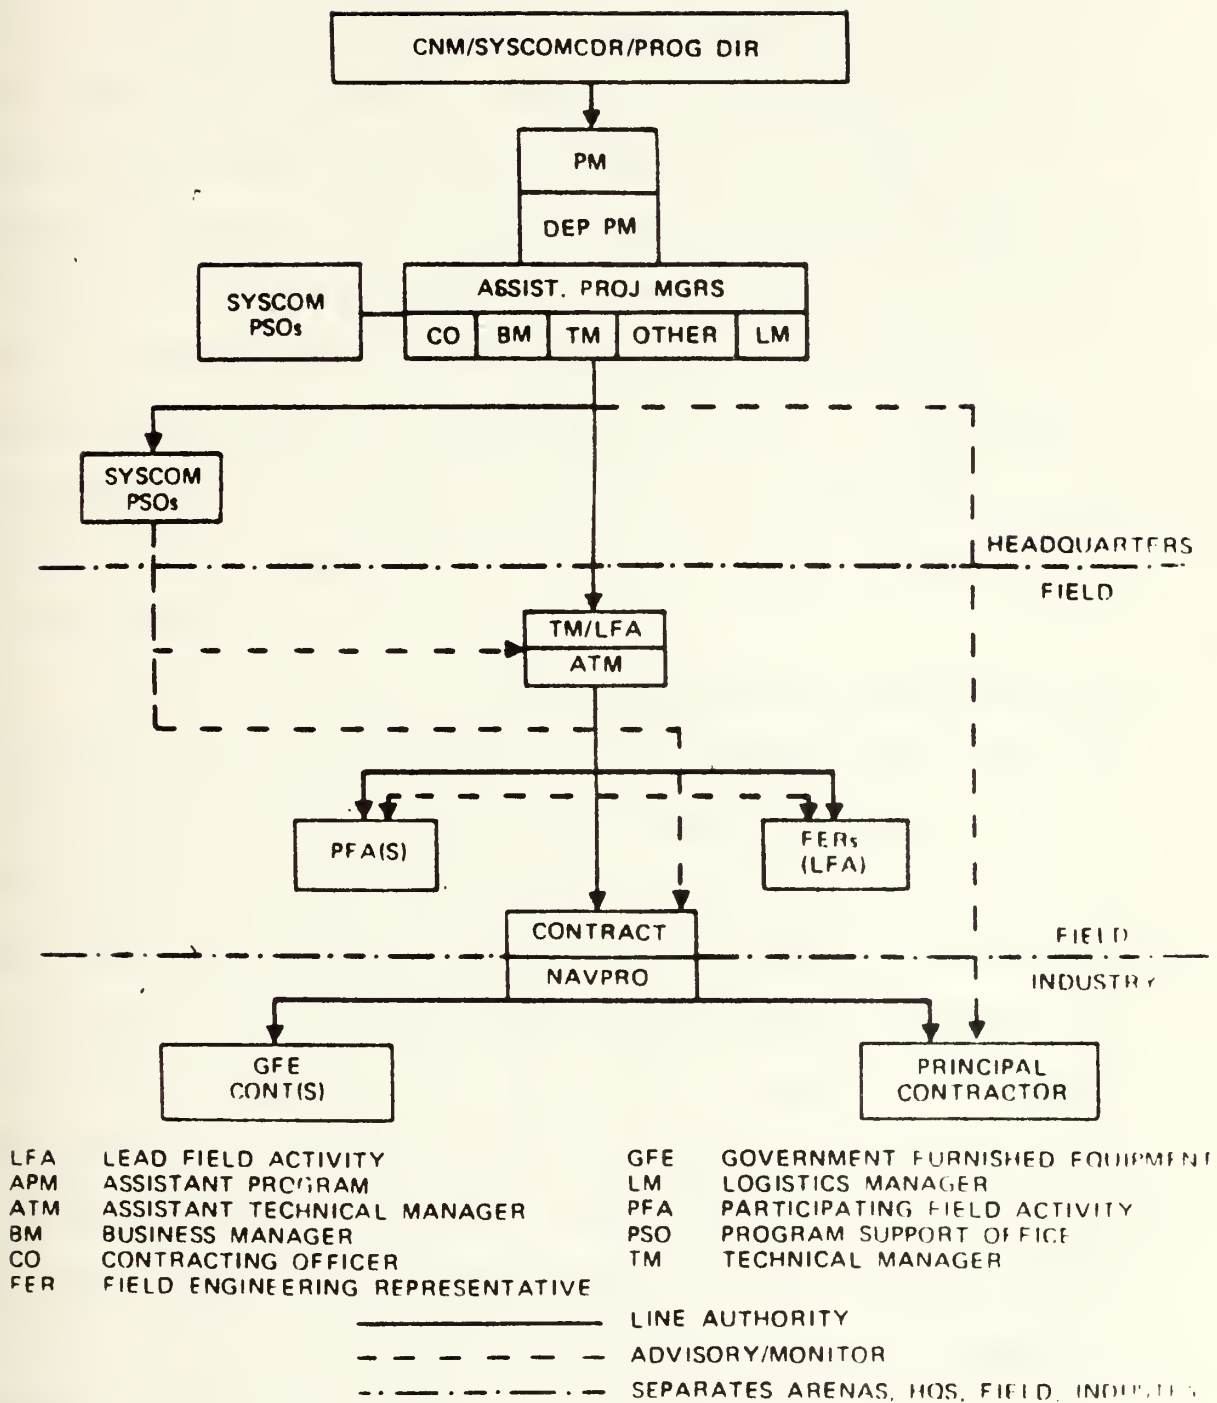 CNM/SYSCOMCDR/PROG DIR
PM
DEP PM
SYSCOM
PSOs
ASSIST. PROJ MGRS
CO BM TM OTHER LM
SYSCOM
PSOs
HEADQUARTERS
FIELD
TM/LFA
ATM
PFA(S)
FERs
(LFA)
CONTRACT
NAVPRO
FIELD
INDUSTRY
GFE
CONT(S)
PRINCIPAL
CONTRACTOR
LFA LEAD FIELD ACTIVITY
APM ASSISTANT PROGRAM
ATM ASSISTANT TECHNICAL MANAGER
BM BUSINESS MANAGER
CO CONTRACTING OFFICER
FER FIELD ENGINEERING REPRESENTATIVE
GFE GOVERNMENT FURNISHED EQUIPMENT
LM LOGISTICS MANAGER
PFA PARTICIPATING FIELD ACTIVITY
PSO PROGRAM SUPPORT OFFICE
TM TECHNICAL MANAGER
LINE AUTHORITY
ADVISORY/MONITOR
SEPARATES ARENAS, HQS, FIELD,